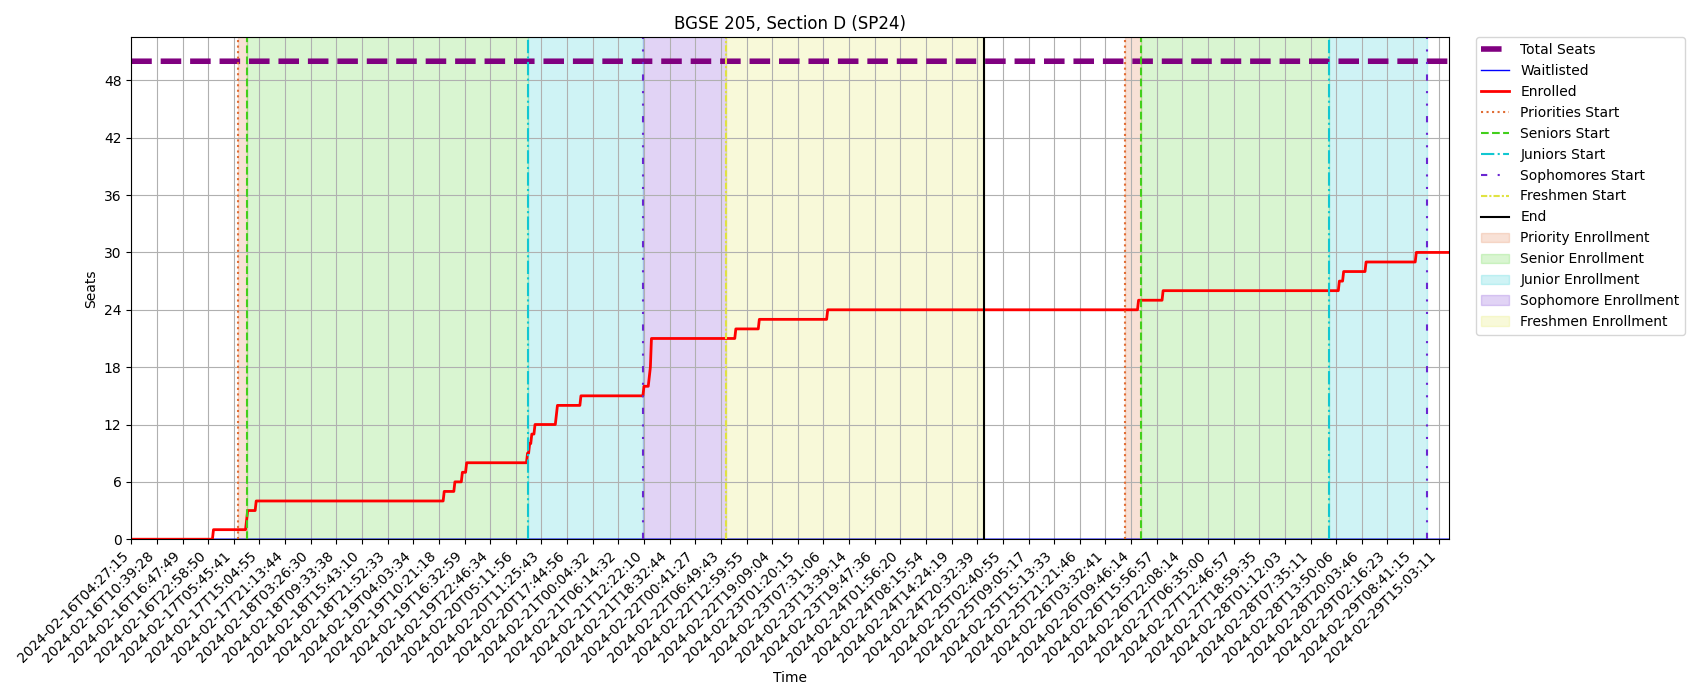 BGSE 205, Section D (SP24)
Total Seats
Waitlisted
Enrolled
Priorities Start
Seniors Start
Juniors Start
Sophomores Start
Freshmen Start
End
Priority Enrollment
Senior Enrollment
Junior Enrollment
Sophomore Enrollment
Freshmen Enrollment
Seats
48
42
36
30
24
18
12
6
0
2024-02-16T04:27:15
2024-02-16T10:39:28
2024-02-16T16:47:49
2024-02-16T22:58:50
2024-02-17T05:45:41
2024-02-17T15:04:53
2024-02-17T21:13:44
2024-02-18T03:26:30
2024-02-18T09:33:38
2024-02-18T15:43:10
2024-02-18T21:52:33
2024-02-19T04:03:34
2024-02-19T10:21:18
2024-02-19T16:32:59
2024-02-19T22:46:34
2024-02-20T05:11:56
2024-02-20T11:25:43
2024-02-20T17:44:56
2024-02-21T00:04:32
2024-02-21T06:14:32
2024-02-21T12:22:10
2024-02-21T18:32:44
2024-02-22T00:41:27
2024-02-22T06:49:43
2024-02-22T12:59:55
2024-02-22T19:09:04
2024-02-23T01:20:15
2024-02-23T07:31:06
2024-02-23T13:39:14
2024-02-23T19:47:36
2024-02-24T01:56:20
2024-02-24T08:15:54
2024-02-24T14:24:19
2024-02-24T20:32:39
2024-02-25T02:40:55
2024-02-25T09:05:17
2024-02-25T15:13:33
2024-02-25T21:21:46
2024-02-26T03:32:41
2024-02-26T09:46:14
2024-02-26T15:56:57
2024-02-26T22:08:14
2024-02-27T06:35:00
2024-02-27T12:46:57
2024-02-27T18:59:35
2024-02-28T01:12:03
2024-02-28T07:35:11
2024-02-28T13:50:06
2024-02-28T20:03:46
2024-02-29T02:16:23
2024-02-29T08:41:15
2024-02-29T15:03:11
Time